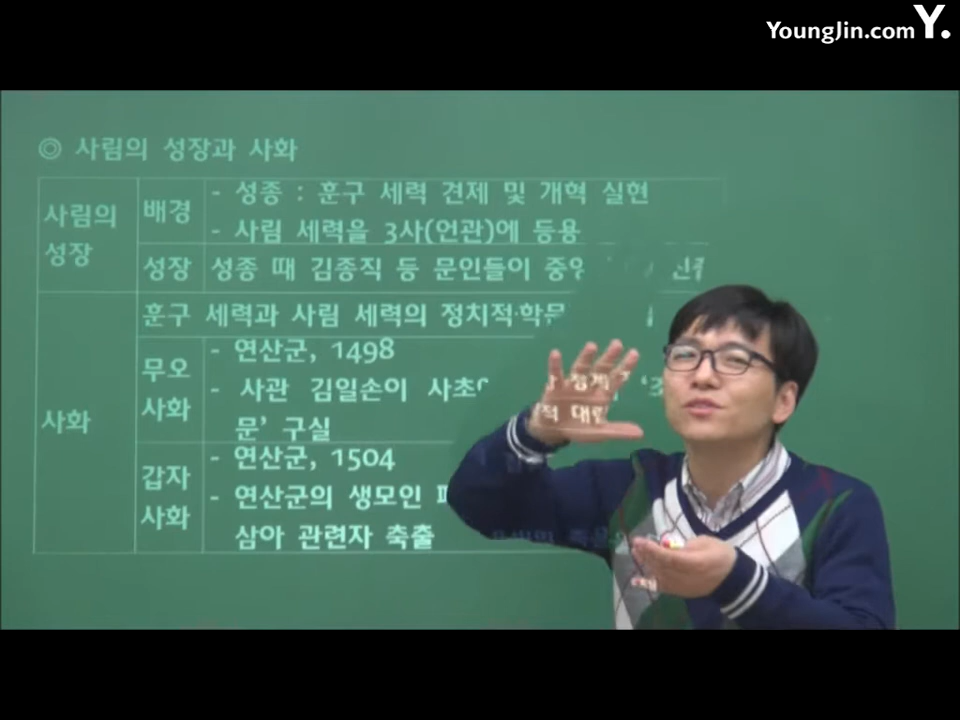 YoungJin.com Y.
◎ 사림의 성장과 사화
사림의 성장
배경
- 성종 : 훈구 세력 견제 및 개혁 실현
- 사림 세력을 3사(언관)에 등용
성장
성종 때 김종직 등 문인들이
사화
훈구 세력과 사림 세력의 정치적·학문
무오
사화
- 연산군, 1498
- 사관 김일손이 사초
문’ 구실
갑자
사화
- 연산군, 1504
- 연산군의 생모인
삼아 관련자 축출